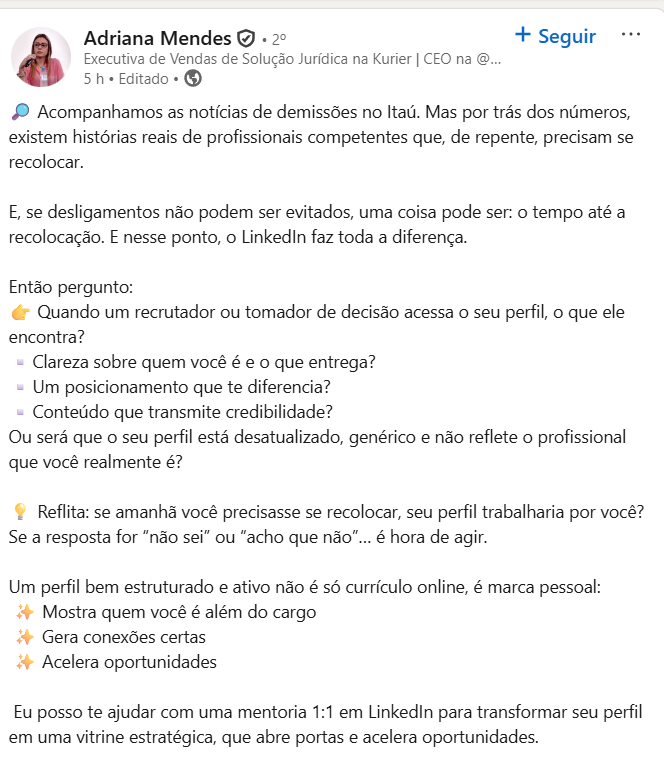 Adriana Mendes • 2º
+ Seguir ...
Executiva de Vendas de Solução Jurídica na Kurier | CEO na @...
5 h • Editado •
🔎 Acompanhamos as notícias de demissões no Itaú. Mas por trás dos números,
existem histórias reais de profissionais competentes que, de repente, precisam se
recolocar.
E, se desligamentos não podem ser evitados, uma coisa pode ser: o tempo até a
recolocação. E nesse ponto, o LinkedIn faz toda a diferença.
Então pergunto:
👉 Quando um recrutador ou tomador de decisão acessa o seu perfil, o que ele
encontra?
▫️ Clareza sobre quem você é e o que entrega?
▫️ Um posicionamento que te diferencia?
▫️ Conteúdo que transmite credibilidade?
Ou será que o seu perfil está desatualizado, genérico e não reflete o profissional
que você realmente é?
💡 Reflita: se amanhã você precisasse se recolocar, seu perfil trabalharia por você?
Se a resposta for “não sei” ou “acho que não”... é hora de agir.
Um perfil bem estruturado e ativo não é só currículo online, é marca pessoal:
✨ Mostra quem você é além do cargo
✨ Gera conexões certas
✨ Acelera oportunidades
Eu posso te ajudar com uma mentoria 1:1 em LinkedIn para transformar seu perfil
em uma vitrine estratégica, que abre portas e acelera oportunidades.